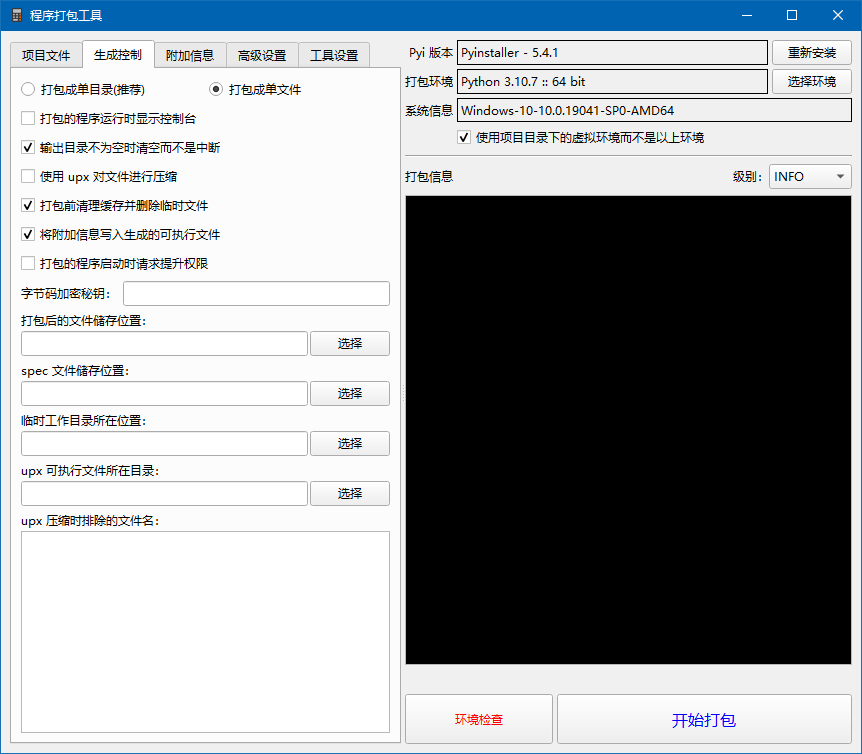 程序打包工具
项目文件 生成控制 附加信息 高级设置 工具设置
打包成单目录(推荐) 打包成单文件
打包的程序运行时显示控制台
输出目录不为空时清空而不是中断
使用 upx 对文件进行压缩
打包前清理缓存并删除临时文件
将附加信息写入生成的可执行文件
打包的程序启动时请求提升权限
字节码加密秘钥:
打包后的文件储存位置:
选择
spec 文件储存位置:
选择
临时工作目录所在位置:
选择
upx 可执行文件所在目录:
选择
upx 压缩时排除的文件名:
Pyi 版本 Pyinstaller - 5.4.1 重新安装
打包环境 Python 3.10.7 :: 64 bit 选择环境
系统信息 Windows-10-10.0.19041-SP0-AMD64
使用项目目录下的虚拟环境而不是以上环境
打包信息 级别: INFO
环境检查 开始打包